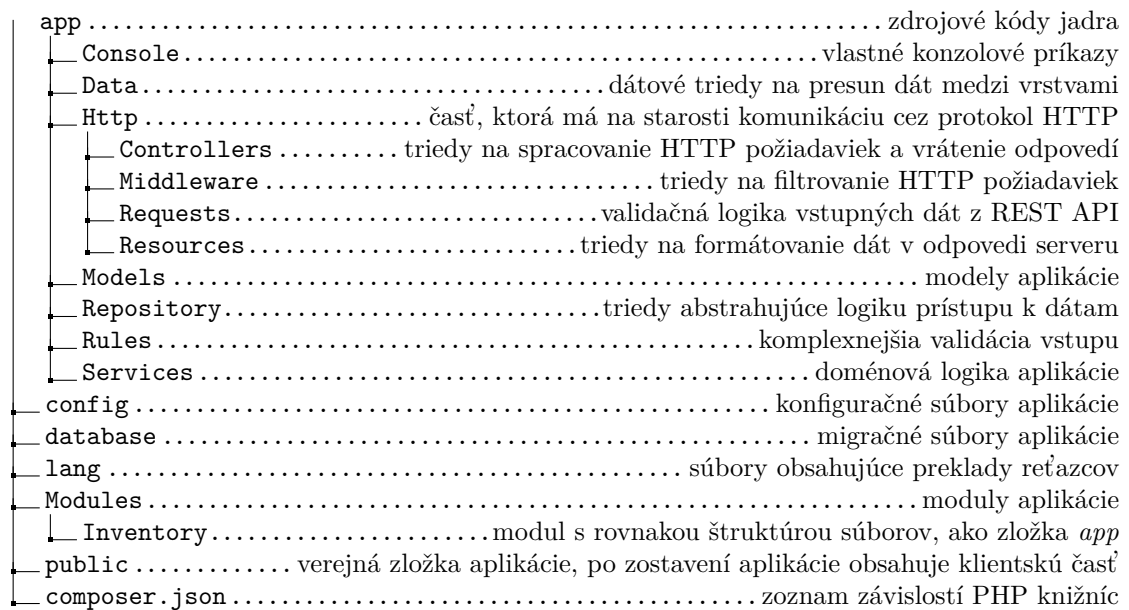 app ........ zdrojové kódy jadra
Console ........ vlastné konzolové príkazy
Data ........ dátové triedy na presun dát medzi vrstvami
Http ........ časť, ktorá má na starosti komunikáciu cez protokol HTTP
Controllers ........ triedy na spracovanie HTTP požiadaviek a vrátenie odpovedí
Middleware ........ triedy na filtrovanie HTTP požiadaviek
Requests ........ validačná logika vstupných dát z REST API
Resources ........ triedy na formátovanie dát v odpovedi serveru
Models ........ modely aplikácie
Repository ........ triedy abstrahujúce logiku prístupu k dátam
Rules ........ komplexnejšia validácia vstupu
Services ........ doménová logika aplikácie
config ........ konfiguračné súbory aplikácie
database ........ migračné súbory aplikácie
lang ........ súbory obsahujúce preklady reťazcov
Modules ........ moduly aplikácie
Inventory ........ modul s rovnakou štruktúrou súborov, ako zložka app
public ........ verejná zložka aplikácie, po zostavení aplikácie obsahuje klientskú časť
composer.json ........ zoznam závislostí PHP knižníc